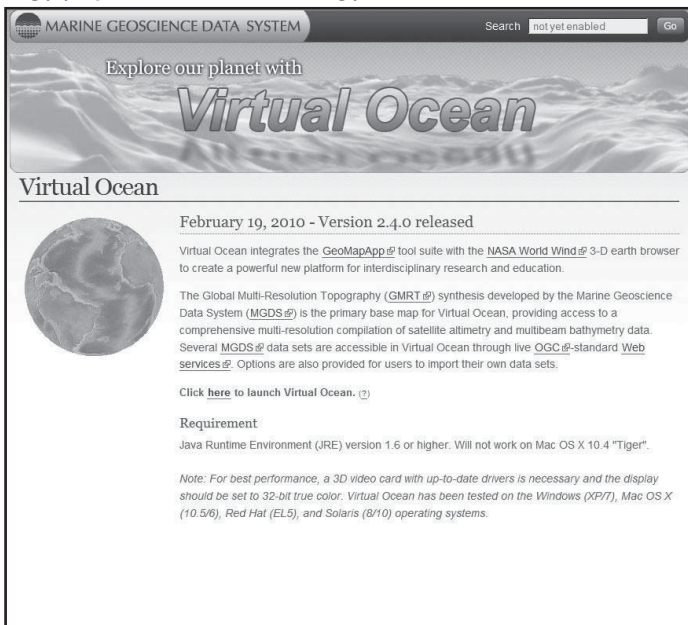 MARINE GEOSCIENCE DATA SYSTEM
Search not yet enabled Go
Explore our planet with
Virtual Ocean
Virtual Ocean
February 19, 2010 - Version 2.4.0 released
Virtual Ocean integrates the GeoMapApp tool suite with the NASA World Wind 3-D earth browser
to create a powerful new platform for interdisciplinary research and education.
The Global Multi-Resolution Topography (GMRT) synthesis developed by the Marine Geoscience
Data System (MGDS) is the primary base map for Virtual Ocean, providing access to a
comprehensive multi-resolution compilation of satellite altimetry and multibeam bathymetry data.
Several MGDS data sets are accessible in Virtual Ocean through live OGC-standard Web
services. Options are also provided for users to import their own data sets.
Click here to launch Virtual Ocean. (?)
Requirement
Java Runtime Environment (JRE) version 1.6 or higher. Will not work on Mac OS X 10.4 "Tiger".
Note: For best performance, a 3D video card with up-to-date drivers is necessary and the display
should be set to 32-bit true color. Virtual Ocean has been tested on the Windows (XP/7), Mac OS X
(10.5/6), Red Hat (EL5), and Solaris (8/10) operating systems.